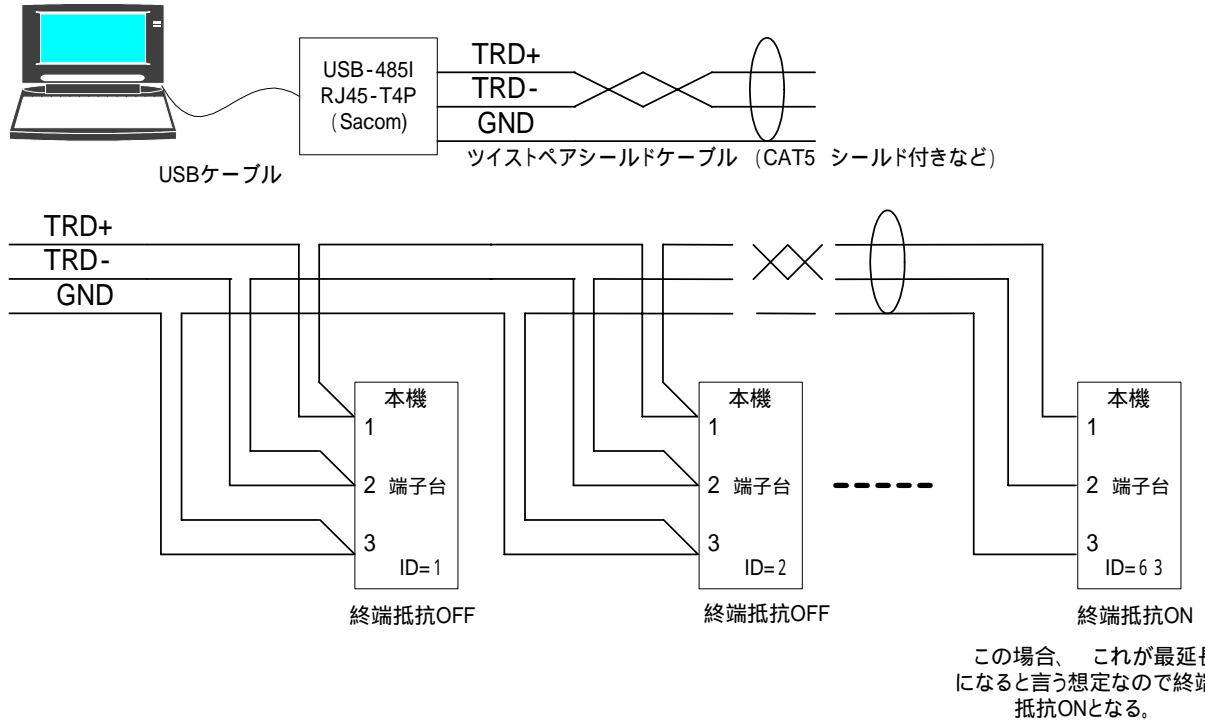 USB-485I
RJ45-T4P
(Sacom)
TRD+
TRD-
GND
ツイストペアシールドケーブル (CAT5 シールド付きなど)
USBケーブル
TRD+
TRD-
GND
本機
1
2 端子台
3
ID=1
終端抵抗OFF
本機
1
2 端子台
3
ID=2
終端抵抗OFF
本機
1
2 端子台
3
ID=63
終端抵抗ON
この場合、 これが最延長
になると言う想定なので終端
抵抗ONとなる。